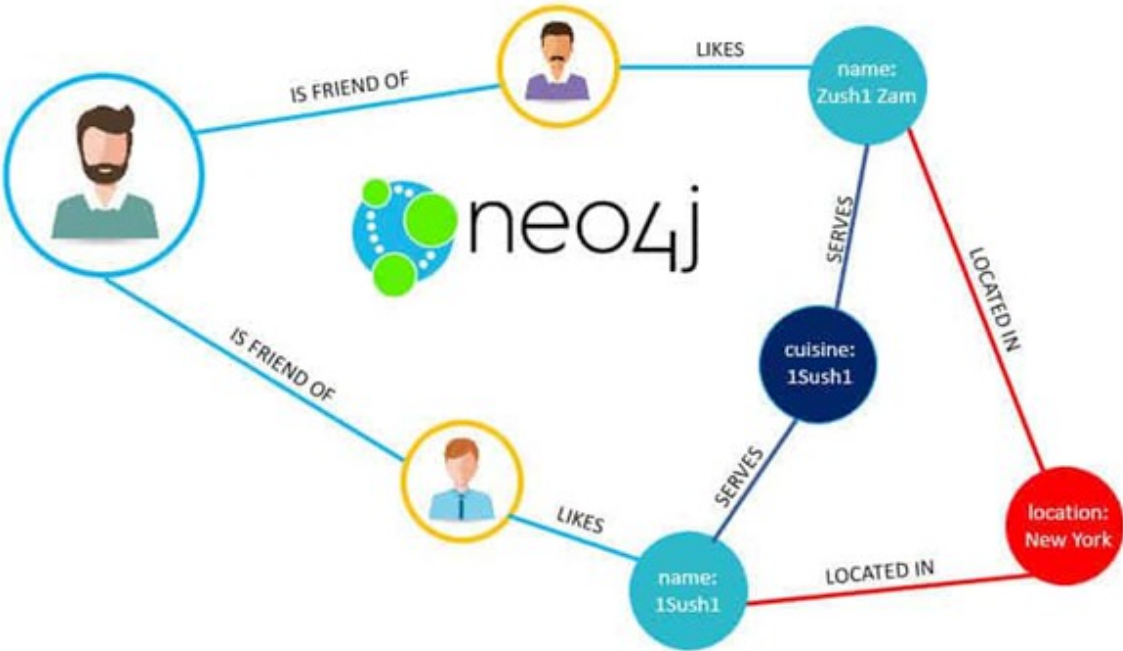 LIKES
name:
Zush1 Zam
IS FRIEND OF
neo4j
SERVES
LOCATED IN
IS FRIEND OF
cuisine:
1Sush1
SERVES
LIKES
location:
New York
LOCATED IN
name:
1Sush1